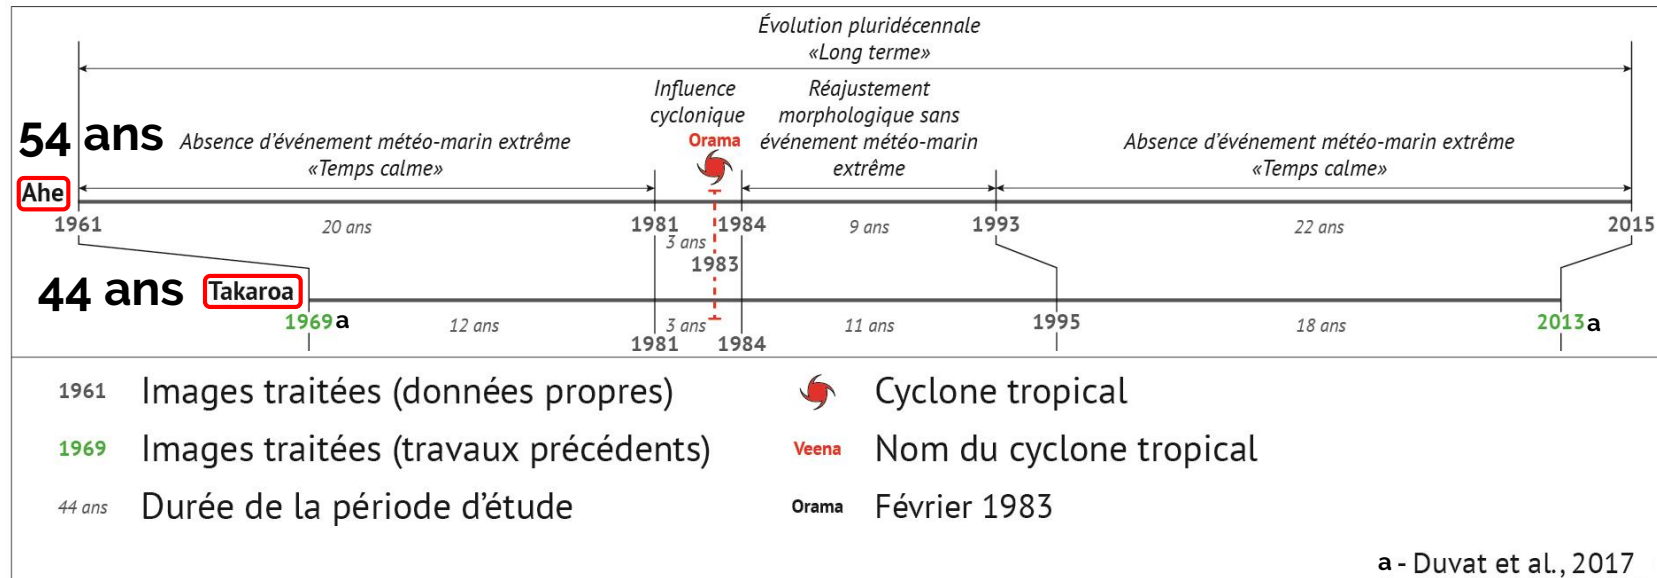 Évolution pluridécennale
«Long terme»
Influence
cyclonique
Réajustement
morphologique sans
événement météo-marin
extrême
54 ans
Absence d’événement météo-marin extrême
«Temps calme»
Orama
Absence d’événement météo-marin extrême
«Temps calme»
Ahe
1961
20 ans
1981
3 ans
1984
9 ans
1993
22 ans
2015
1983
44 ans
Takaroa
1969 a
12 ans
3 ans
11 ans
1995
18 ans
2013 a
1981
1984
1961 Images traitées (données propres)
Cyclone tropical
1969 Images traitées (travaux précédents)
Veena Nom du cyclone tropical
44 ans Durée de la période d’étude
Orama Février 1983
a - Duvat et al., 2017